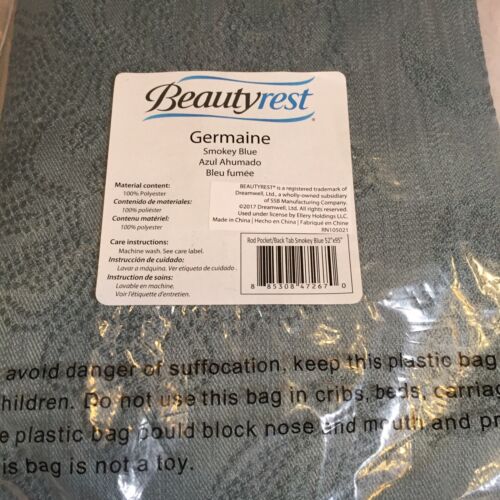 Beautyrest®
Germaine
Smokey Blue
Azul Ahumado
Bleu fumée
Material content:
100% Polyester
Contenido de materiales:
100% poliéster
Contenu matériel:
100% polyester
Care instructions:
Machine wash. See care label.
Instrucción de cuidado:
Lavar a máquina. Ver etiqueta de cuidado.
Instruction de soins:
Lavable en machine.
Voir l'étiquette d'entretien.
BEAUTYREST® is a registered trademark of
Dreamwell, Ltd., a wholly-owned subsidiary
of SSB Manufacturing Company.
©2017 Dreamwell, Ltd. All rights reserved.
Used under license by Ellery Holdings LLC.
Made in China | Hecho en China | Fabriqué en Chine
RN105021
Rod Pocket/Back Tab Smokey Blue 52"x95"
8 85308 47267 0
avoid danger of suffocation, keep this plastic bag
children. Do not use this bag in cribs, beds, carriag
e plastic bag could block nose and mouth and pr
is bag is not a toy.